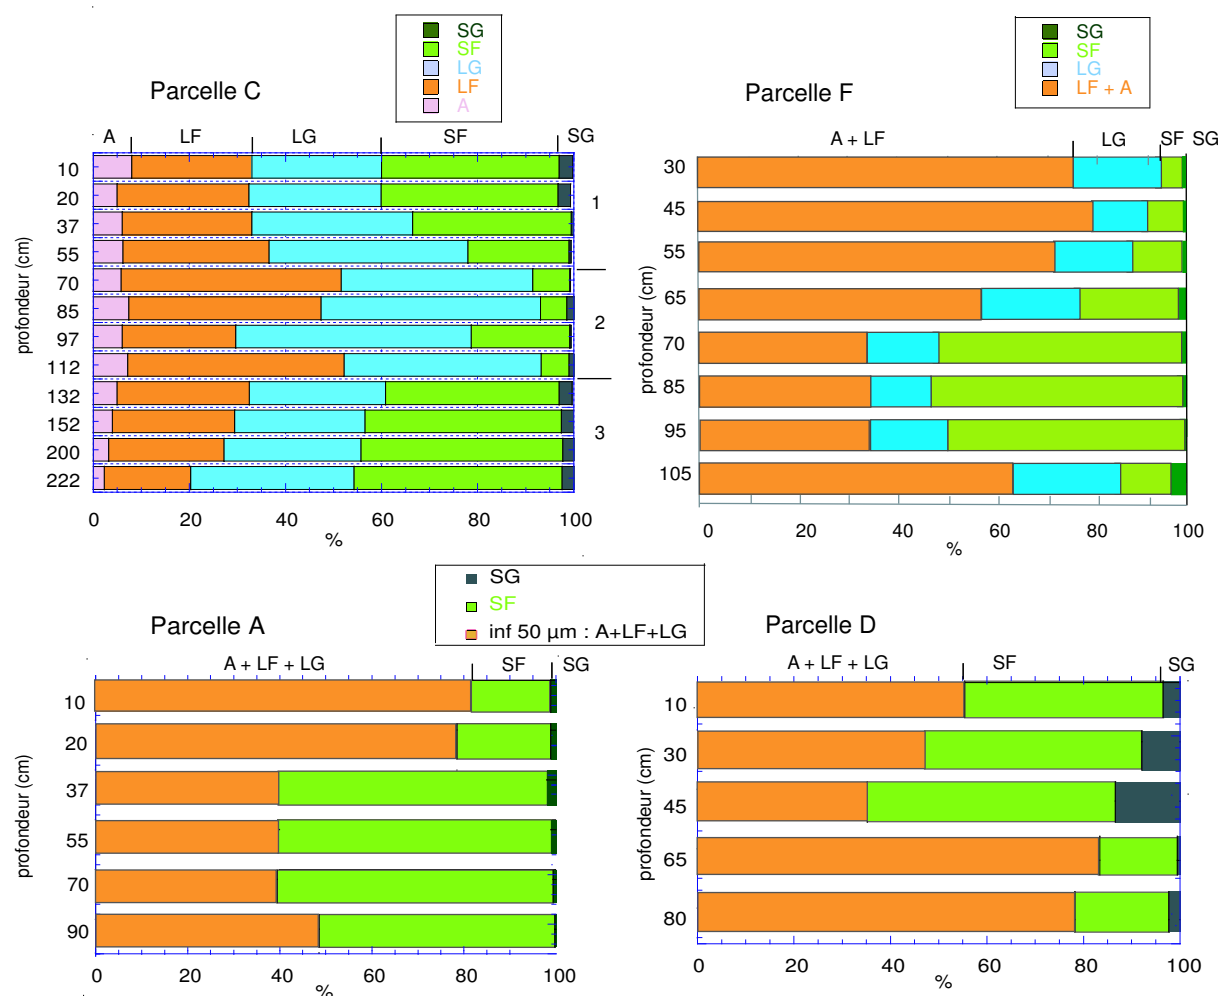 SG
SF
LG
LF
A
Parcelle C
A LF LG SF SG
profondeur (cm)
10
20
37
55
70
85
97
112
132
152
200
222
1
2
3
0 20 40 60 80 100
%
SG
SF
LG
LF + A
Parcelle F
A + LF LG SF SG
profondeur (cm)
30
45
55
65
70
85
95
105
0 20 40 60 80 100
%
SG
SF
inf 50 µm : A+LF+LG
Parcelle A
A + LF + LG SF SG
profondeur (cm)
10
20
37
55
70
90
0 20 40 60 80 100
%
Parcelle D
A + LF + LG SF SG
profondeur (cm)
10
30
45
65
80
0 20 40 60 80 100
%